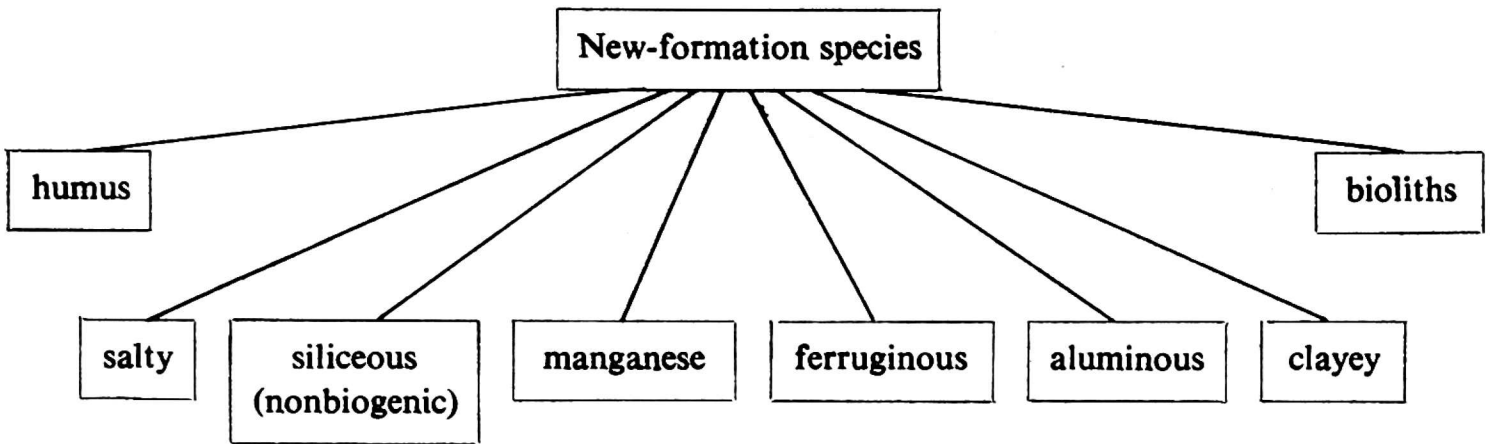 New-formation species
humus
bioliths
salty
siliceous
(nonbiogenic)
manganese
ferruginous
aluminous
clayey